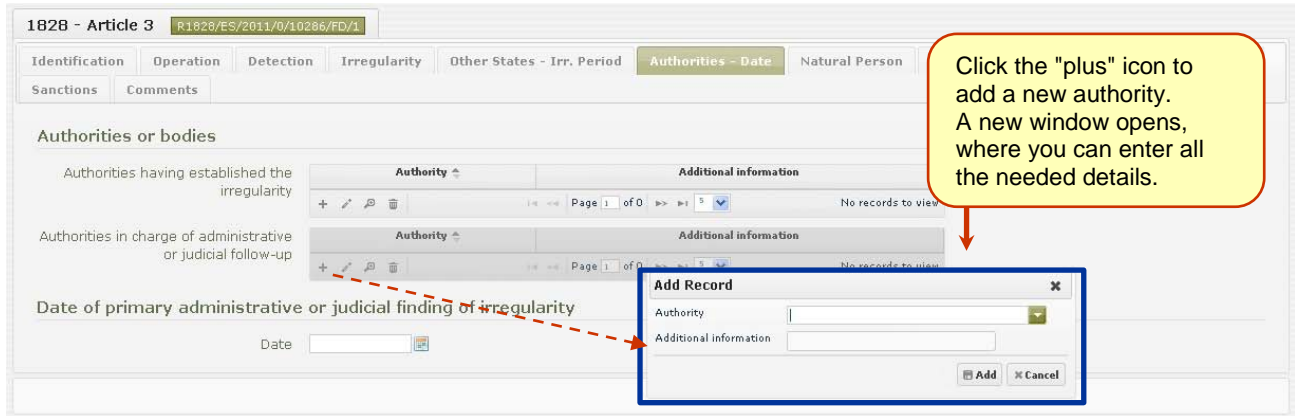 1828 - Article 3 R1828/ES/2011/0/10286/FD/1
Identification Operation Detection Irregularity Other States - Irr. Period Authorities - Date Natural Person
Sanctions Comments
Click the "plus" icon to
add a new authority.
A new window opens,
where you can enter all
the needed details.
Authorities or bodies
Authorities having established the
irregularity
Authority Additional information
Page 1 of 0 5 No records to view
Authorities in charge of administrative
or judicial follow-up
Authority Additional information
Page 1 of 0 5 No records to view
Date of primary administrative or judicial finding of irregularity
Date
Add Record
Authority
Additional information
Add Cancel